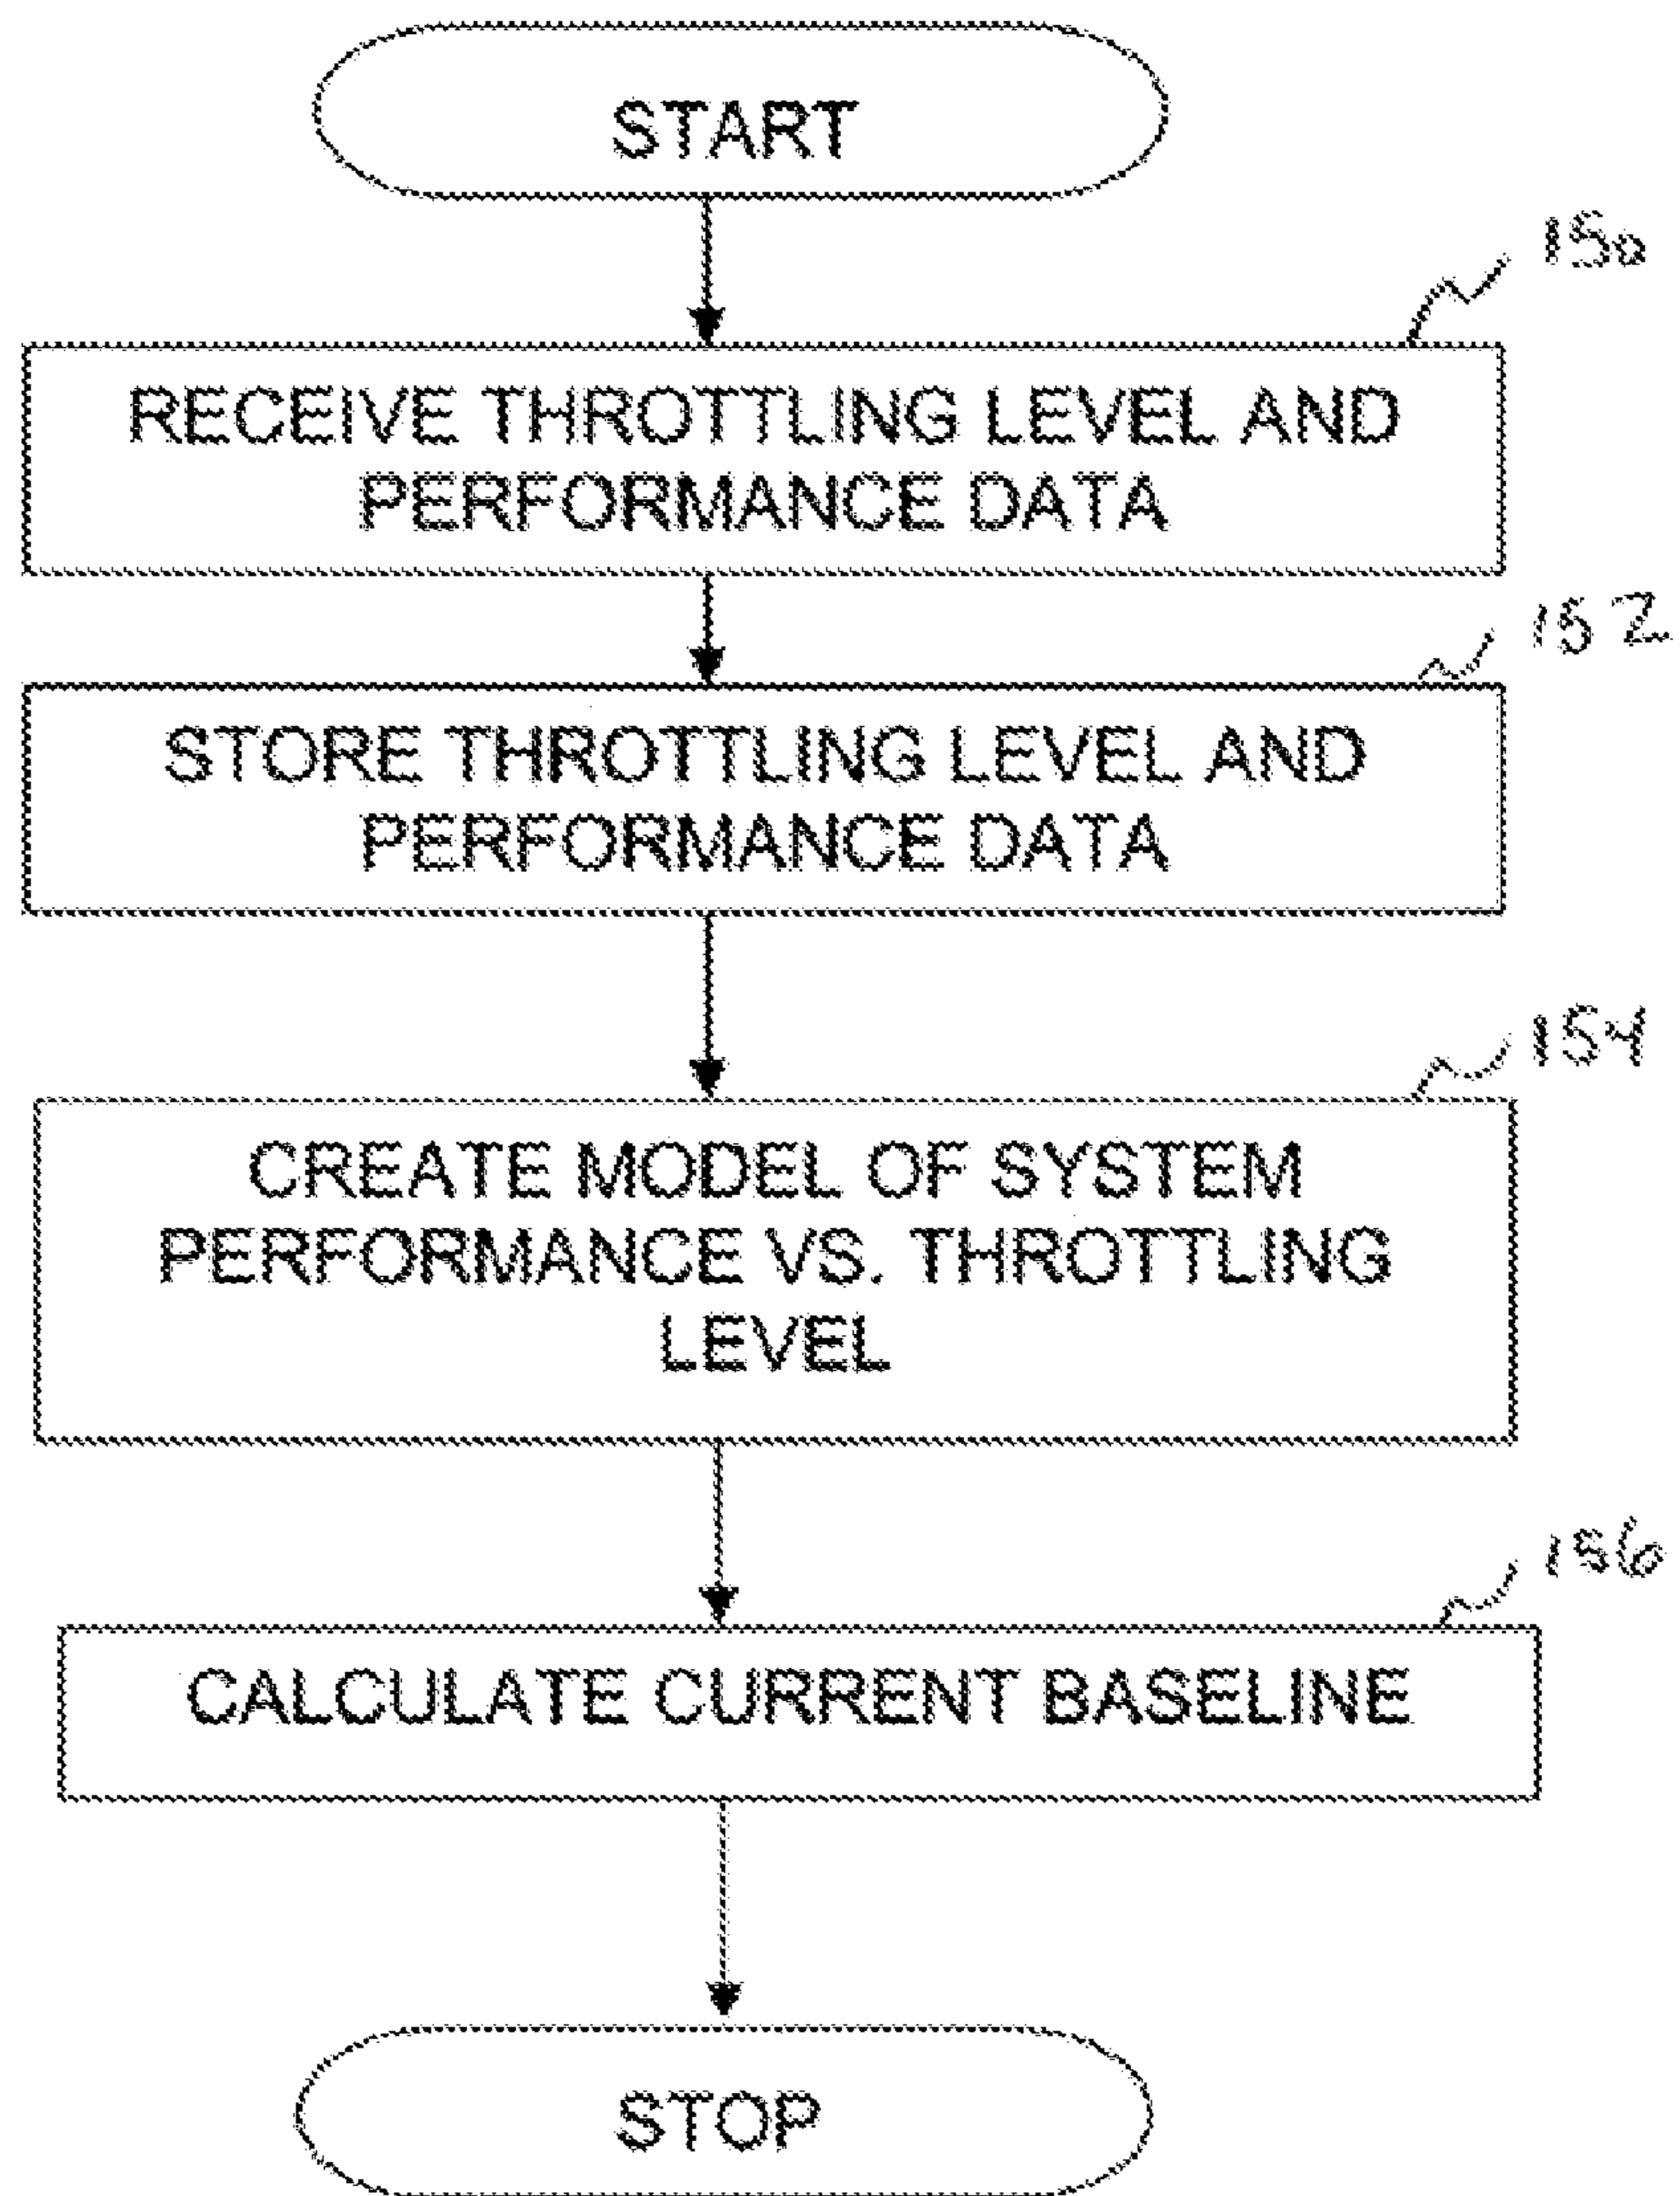 START
150
RECEIVE THROTTLING LEVEL AND
PERFORMANCE DATA
152
STORE THROTTLING LEVEL AND
PERFORMANCE DATA
154
CREATE MODEL OF SYSTEM
PERFORMANCE VS. THROTTLING
LEVEL
156
CALCULATE CURRENT BASELINE
STOP